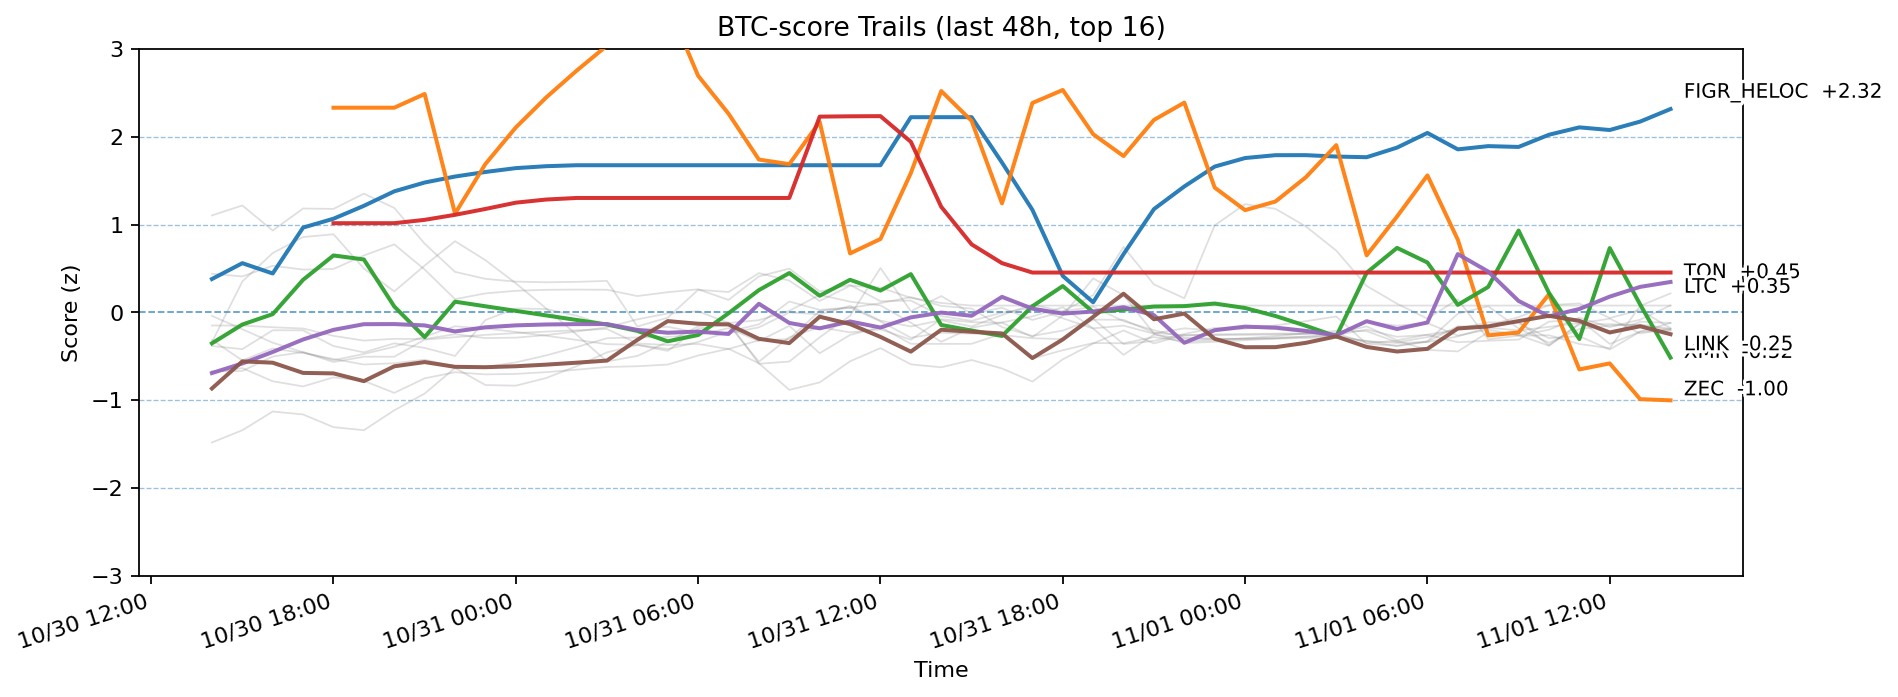 BTC-score Trails (last 48h, top 16)
Score (z)
3
2
1
0
−1
−2
−3
FIGR_HELOC +2.32
TON +0.45
LTC +0.35
LINK -0.25
ZEC -1.00
10/30 12:00
10/30 18:00
10/31 00:00
10/31 06:00
10/31 12:00
10/31 18:00
11/01 00:00
11/01 06:00
11/01 12:00
Time